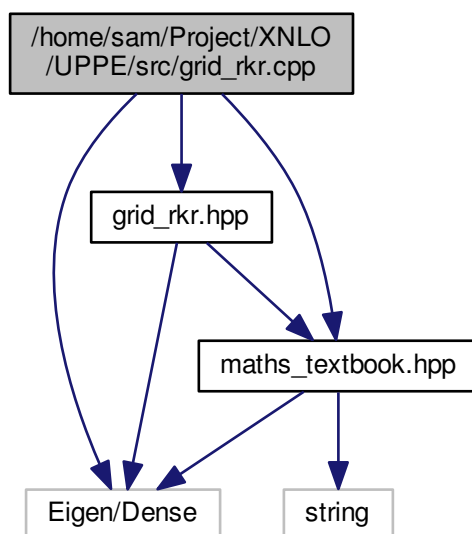 /home/sam/Project/XNLO
/UPPE/src/grid_rkr.cpp
grid_rkr.hpp
maths_textbook.hpp
Eigen/Dense
string